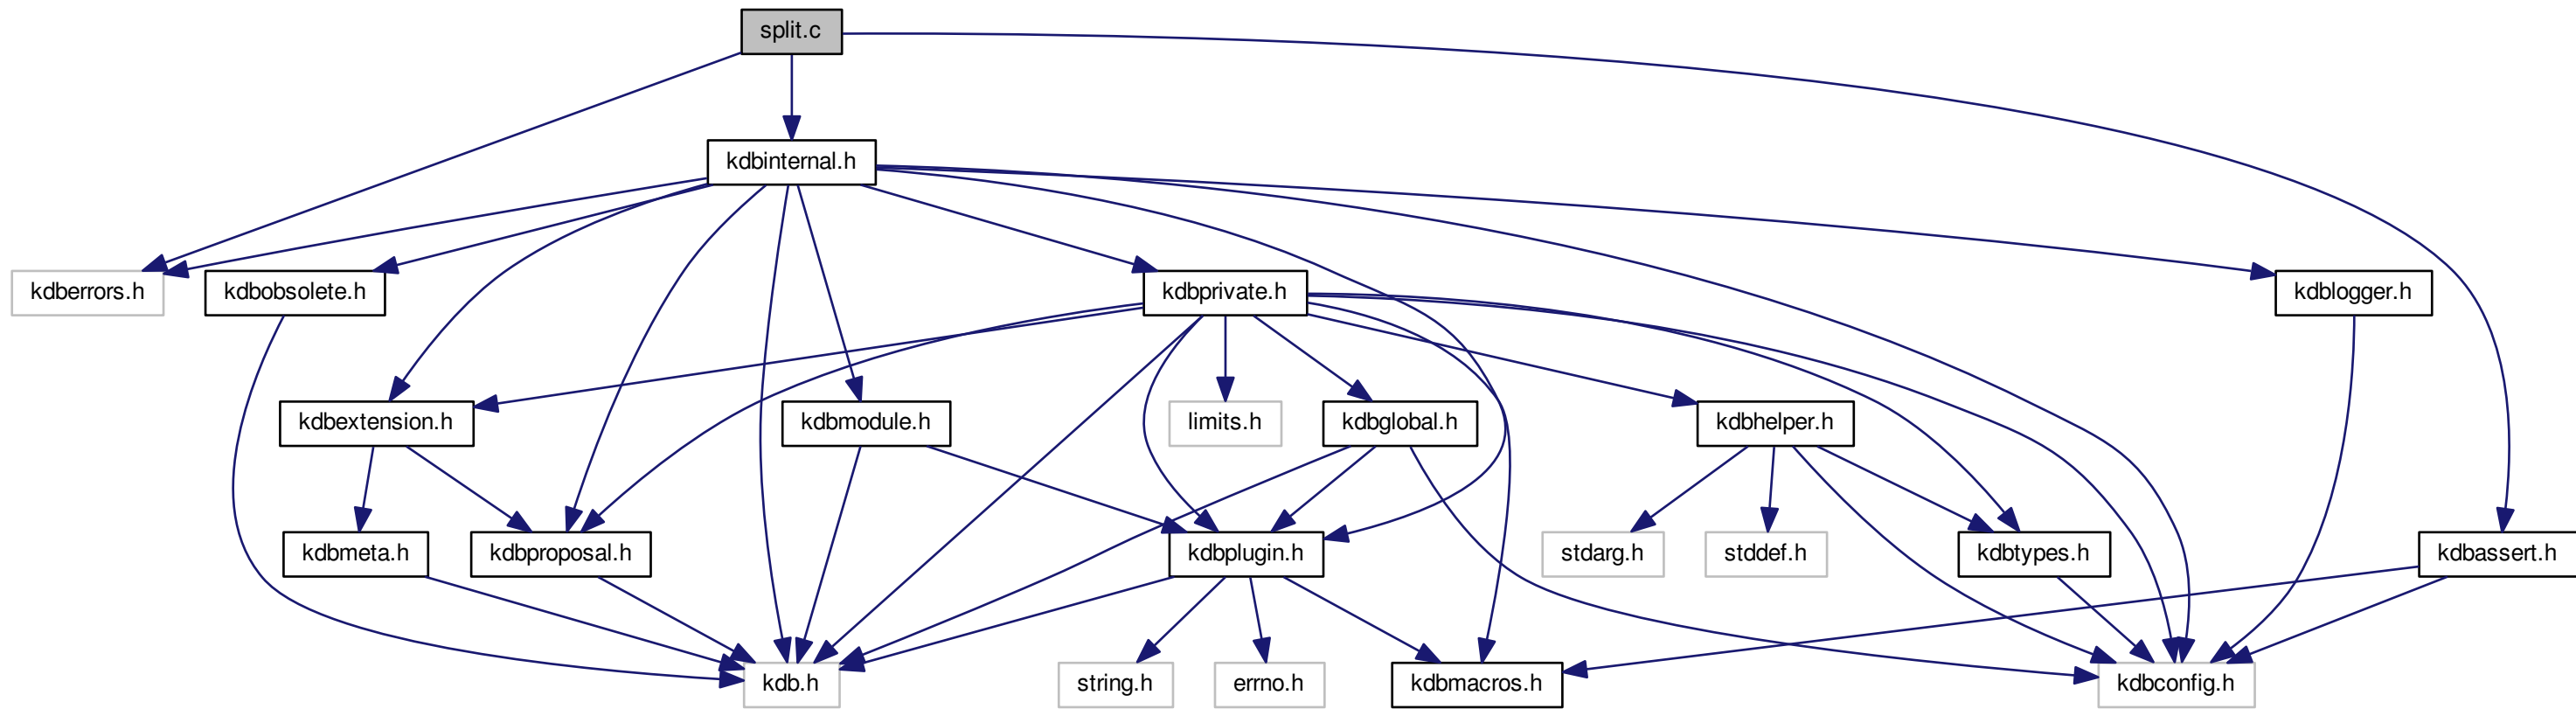 split.c
kdbinternal.h
kdberrors.h
kdbobsolete.h
kdbprivate.h
kdblogger.h
kdbextension.h
kdbmodule.h
limits.h
kdbglobal.h
kdbhelper.h
kdbmeta.h
kdbproposal.h
kdbplugin.h
stdarg.h
stddef.h
kdbtypes.h
kdbassert.h
kdb.h
string.h
errno.h
kdbmacros.h
kdbconfig.h